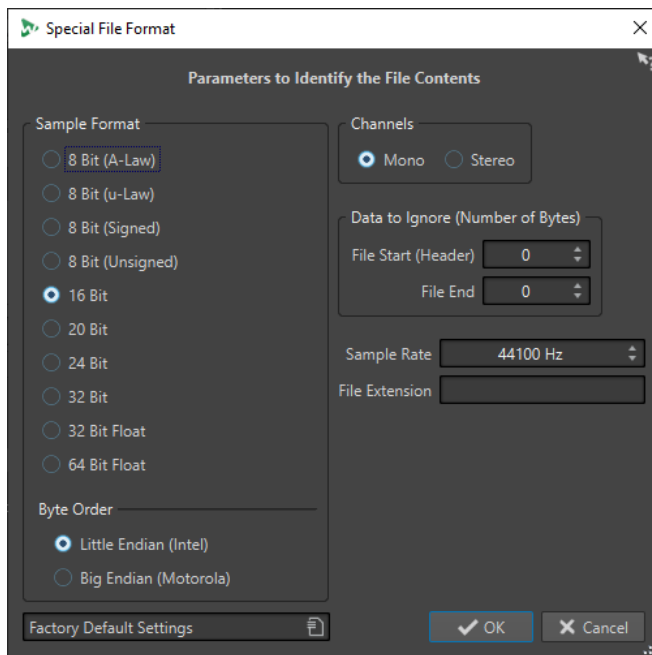 Special File Format
Parameters to Identify the File Contents
Sample Format
8 Bit (A-Law)
8 Bit (u-Law)
8 Bit (Signed)
8 Bit (Unsigned)
16 Bit
20 Bit
24 Bit
32 Bit
32 Bit Float
64 Bit Float
Byte Order
Little Endian (Intel)
Big Endian (Motorola)
Channels
Mono Stereo
Data to Ignore (Number of Bytes)
File Start (Header) 0
File End 0
Sample Rate 44100 Hz
File Extension
Factory Default Settings
OK Cancel